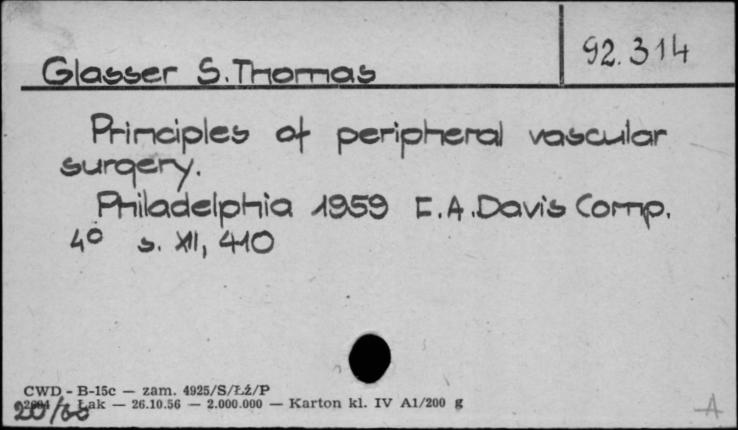 92.314
Glasser S.Thomas
Principles of peripheral vascular
surgery.
Philadelphia 1959 F.A.Davis Comp.
4° s. XII, 410
CWD - B-15c — zam. 4925/S/Łź/P
Łak — 26.10.56 — 2.000.000 — Karton kl. IV A1/200 g
A